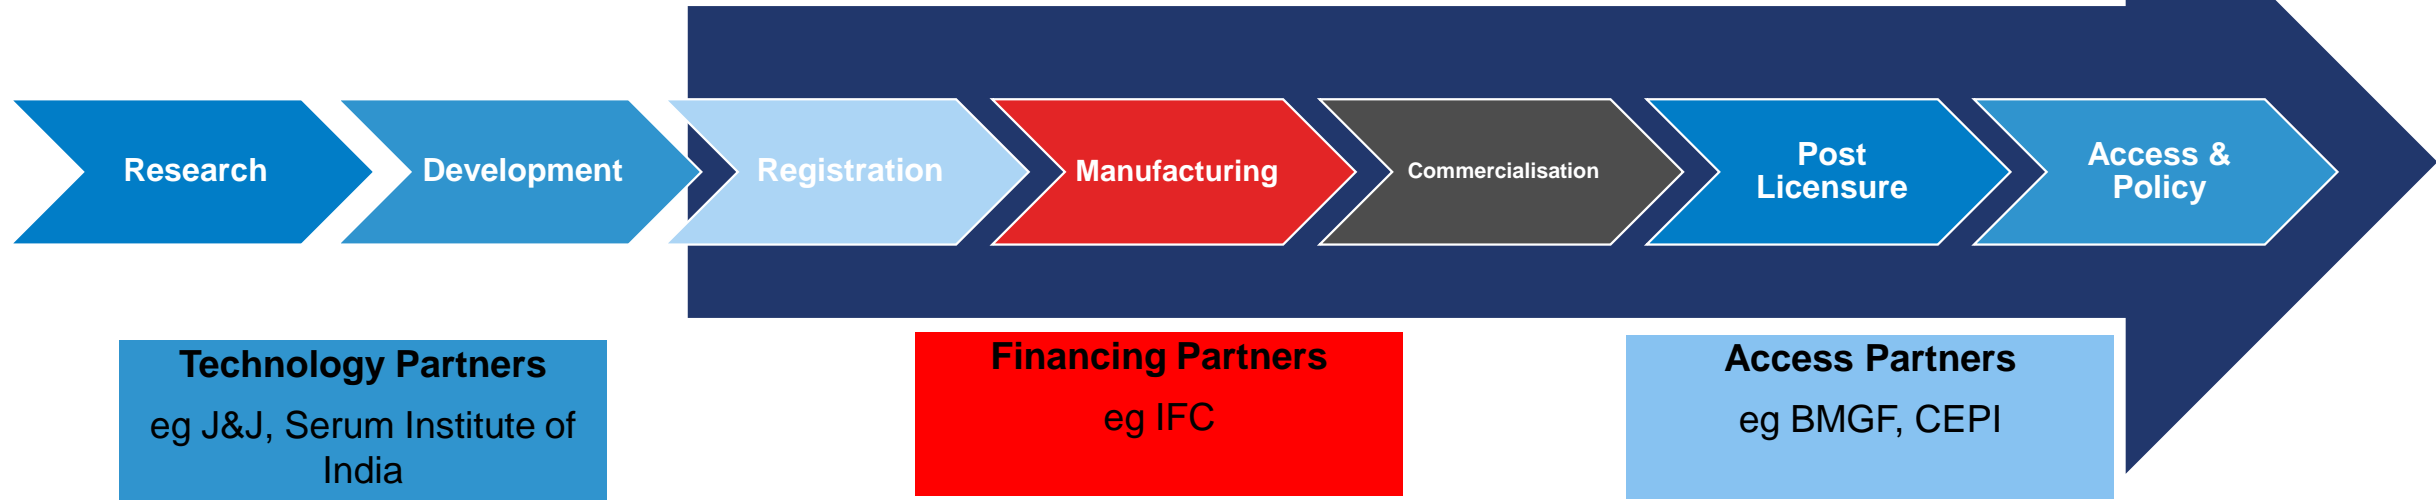 Research
Development
Registration
Manufacturing
Commercialisation
Post
Licensure
Access &
Policy
Technology Partners
eg J&J, Serum Institute of
India
Financing Partners
eg IFC
Access Partners
eg BMGF, CEPI